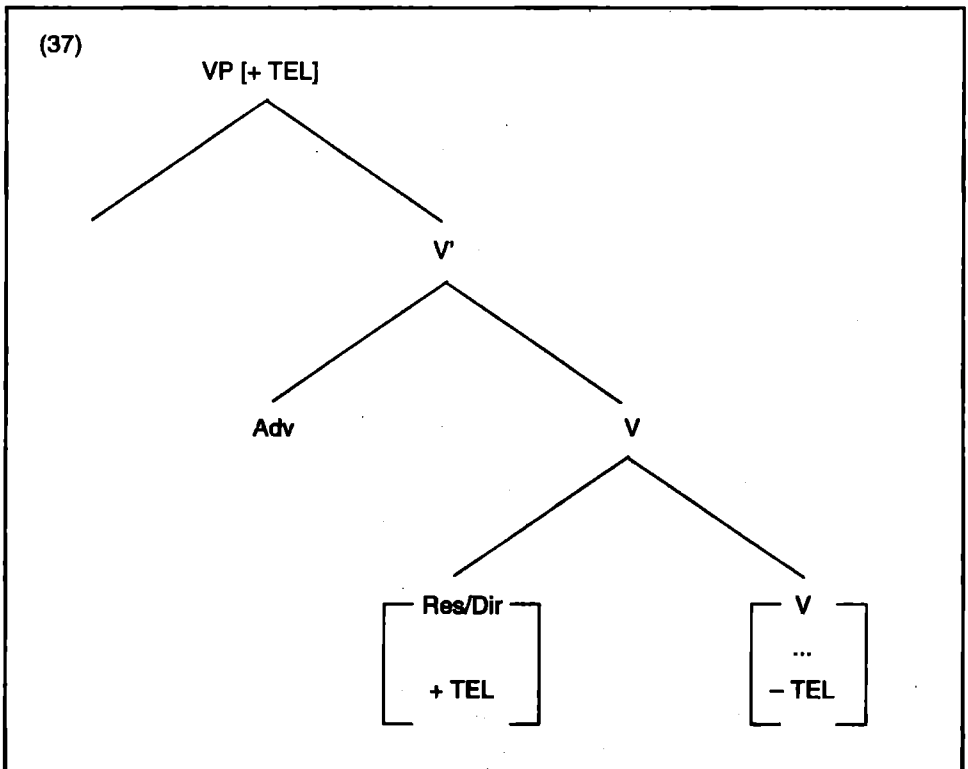 (37)
VP [+ TEL]
V'
Adv V
Res/Dir V
...
+ TEL – TEL